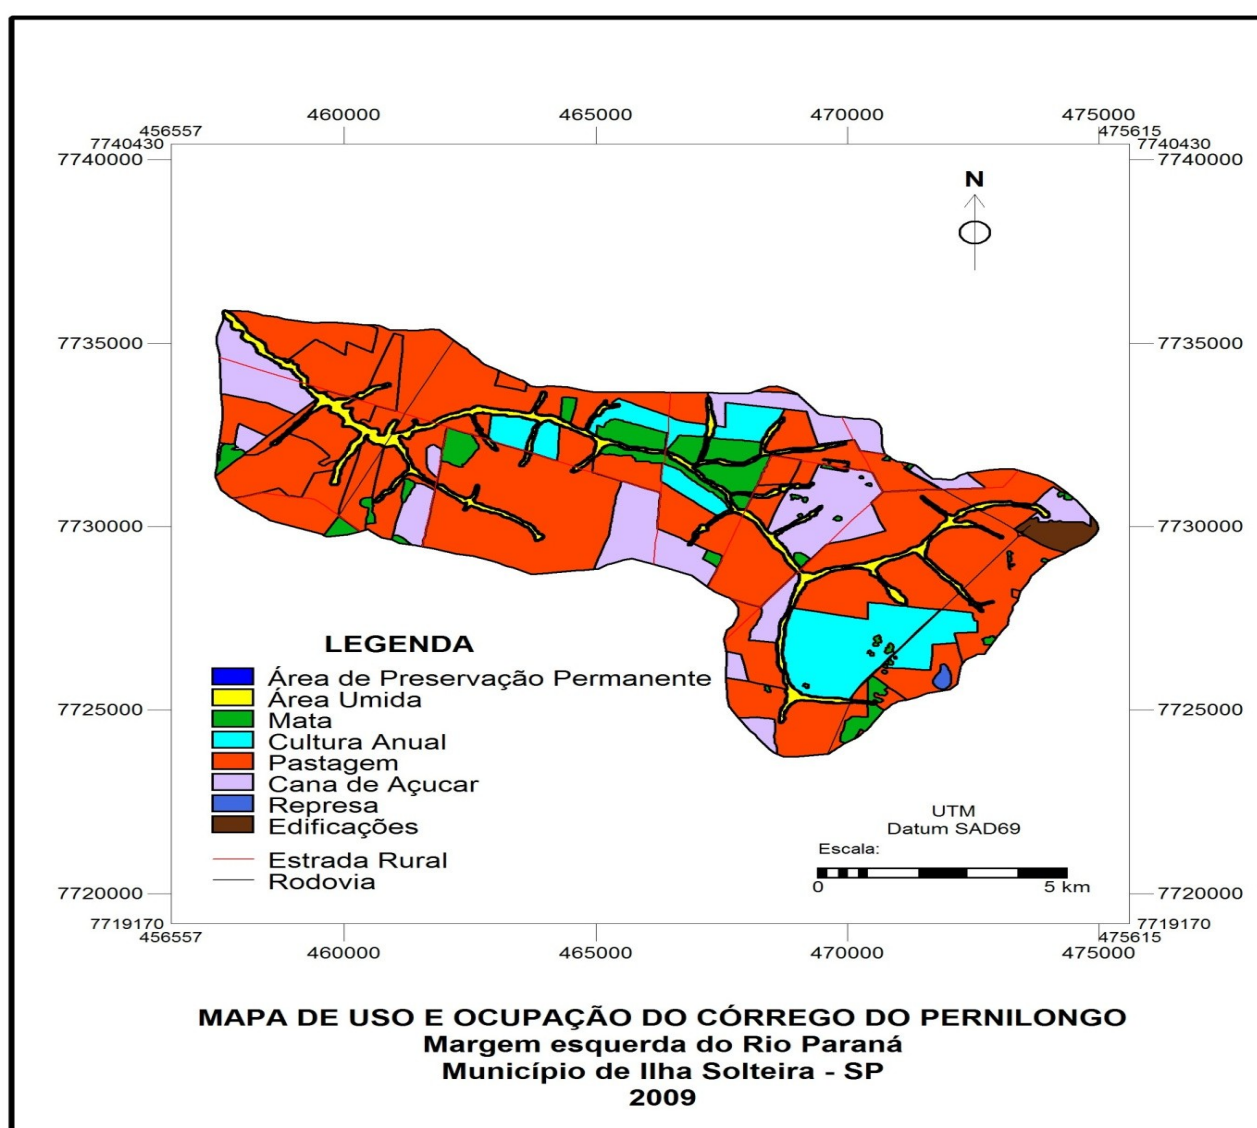 460000 465000 470000 475000
456557 475615
7740430 7740430
7740000 7740000
N
7735000 7735000
7730000 7730000
LEGENDA
Área de Preservação Permanente
Área Umida
Mata
Cultura Anual
Pastagem
Cana de Açucar
Represa
Edificações
Estrada Rural
Rodovia
7725000 7725000
UTM
Datum SAD69
Escala:
0 5 km
7720000 7720000
7719170 7719170
456557 475615
460000 465000 470000 475000
MAPA DE USO E OCUPAÇÃO DO CÓRREGO DO PERNILONGO
Margem esquerda do Rio Paraná
Município de Ilha Solteira - SP
2009